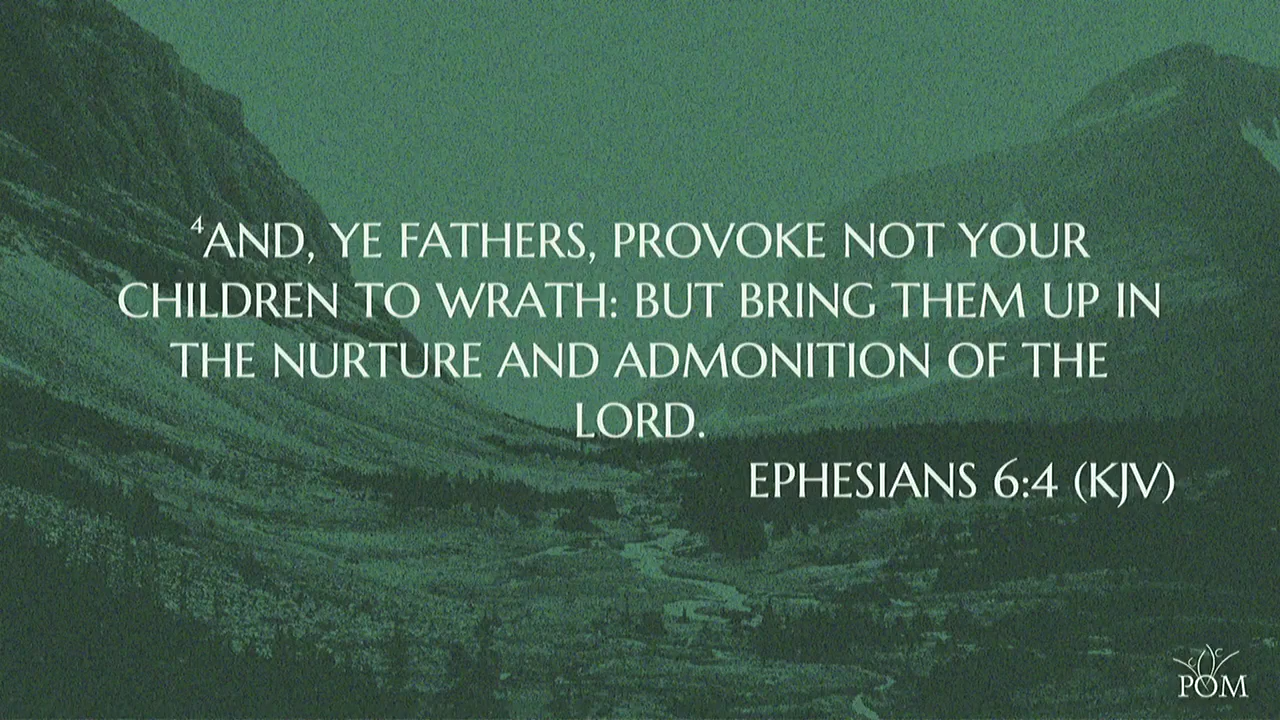 ⁴AND, YE FATHERS, PROVOKE NOT YOUR
CHILDREN TO WRATH: BUT BRING THEM UP IN
THE NURTURE AND ADMONITION OF THE
LORD.
EPHESIANS 6:4 (KJV)
C C
POM